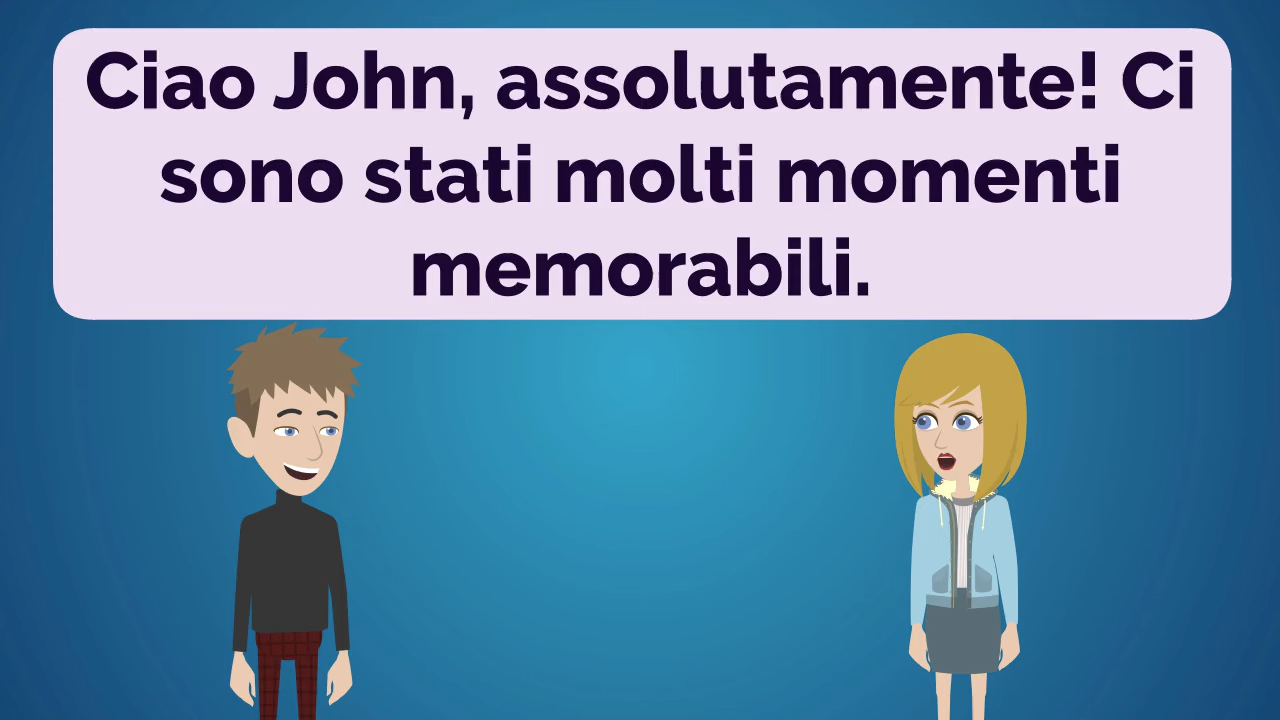 Ciao John, assolutamente! Ci
sono stati molti momenti
memorabili.